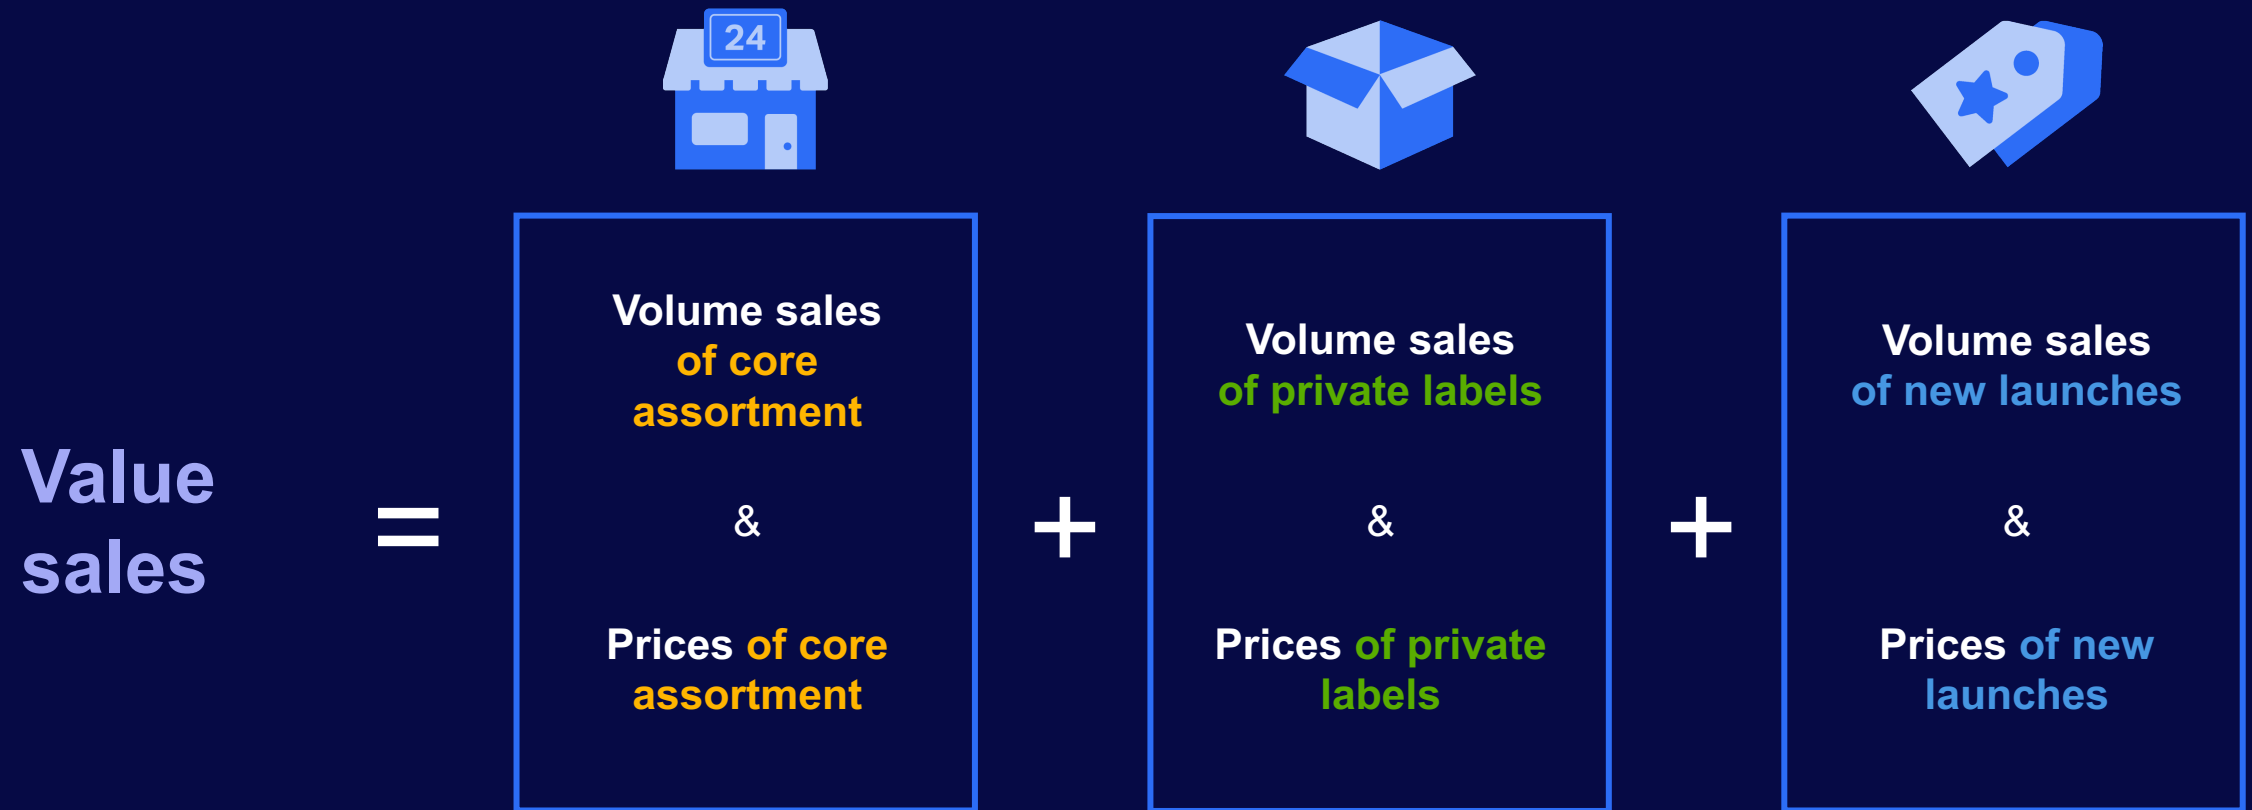 24
Value
sales
=
Volume sales
of core
assortment
&
Prices of core
assortment
+
Volume sales
of private labels
&
Prices of private
labels
+
Volume sales
of new launches
&
Prices of new
launches